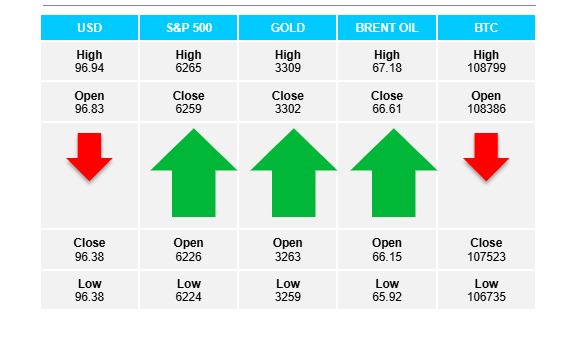 USD S&P 500 GOLD BRENT OIL BTC
High High High High High
96.94 6265 3309 67.18 108799
Open Close Close Close Open
96.83 6259 3302 66.61 108386
Close Open Open Open Close
96.38 6226 3263 66.15 107523
Low Low Low Low Low
96.38 6224 3259 65.92 106735